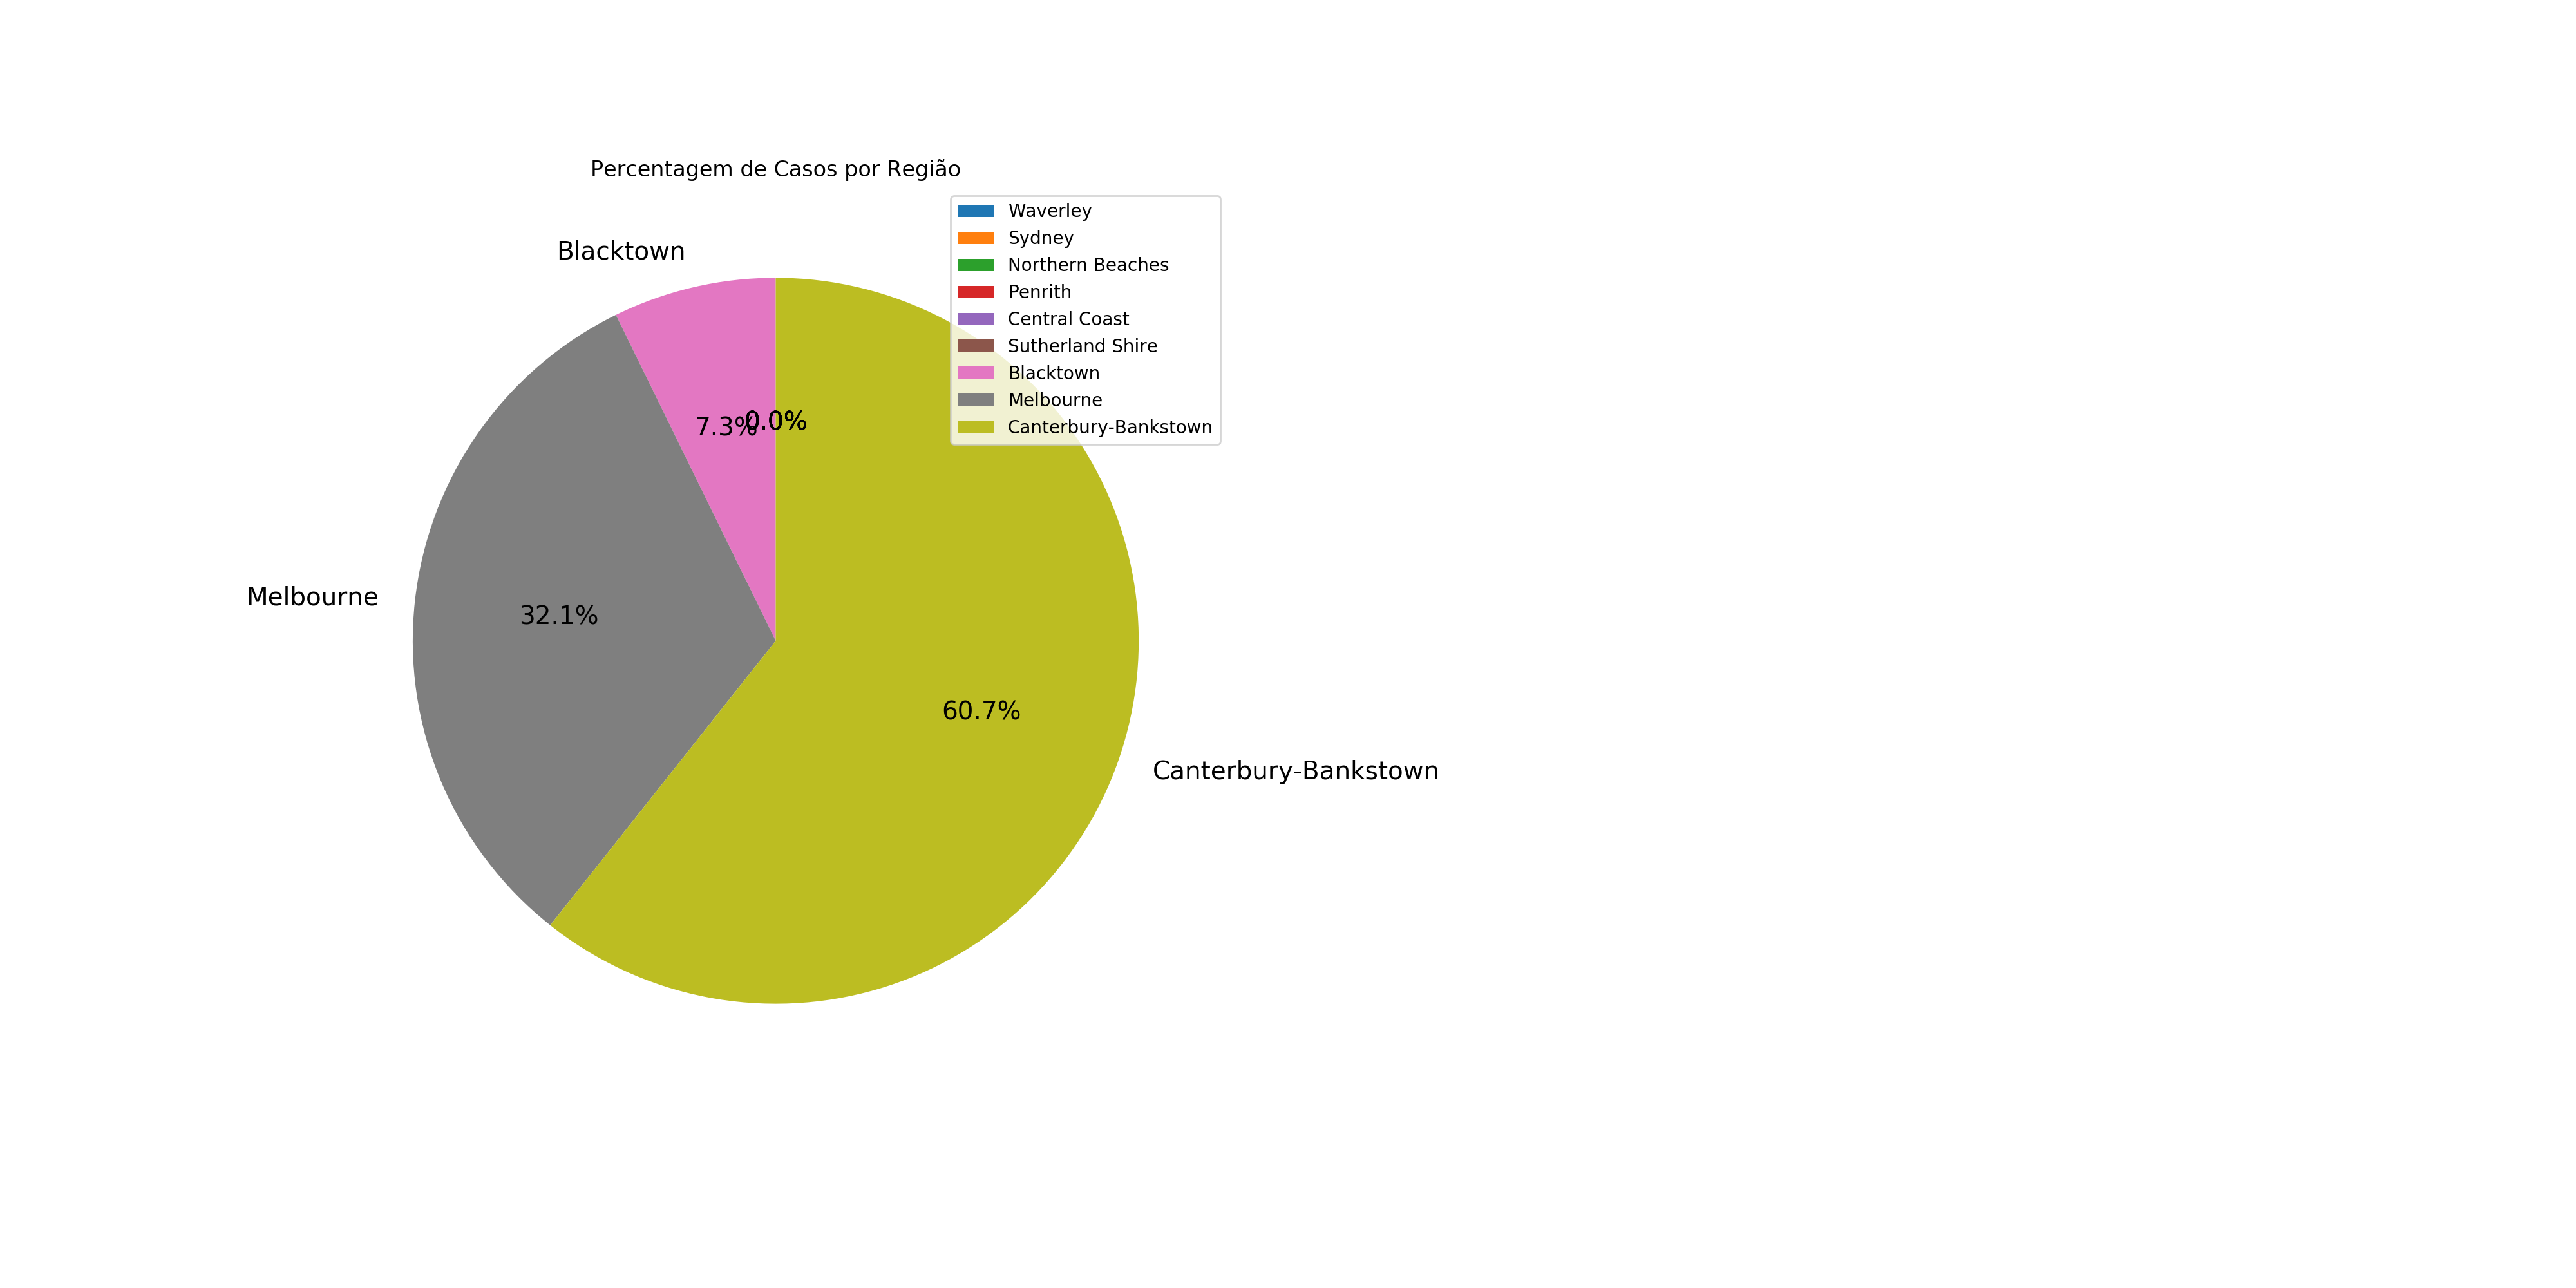 Percentagem de Casos por Região
Waverley
Sydney
Northern Beaches
Penrith
Central Coast
Sutherland Shire
Blacktown
Melbourne
Canterbury-Bankstown
Blacktown
7.3%
0.0%
Melbourne
32.1%
60.7%
Canterbury-Bankstown